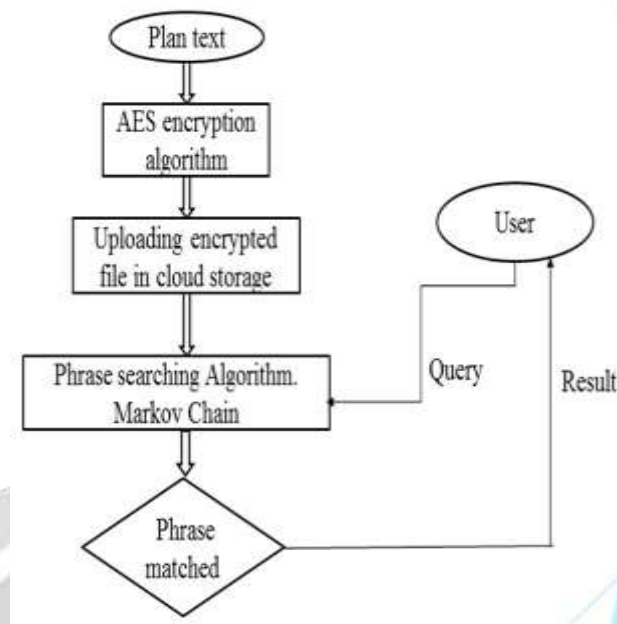 Plan text
AES encryption
algorithm
Uploading encrypted
file in cloud storage
User
Phrase searching Algorithm.
Markov Chain
Query
Result
Phrase
matched